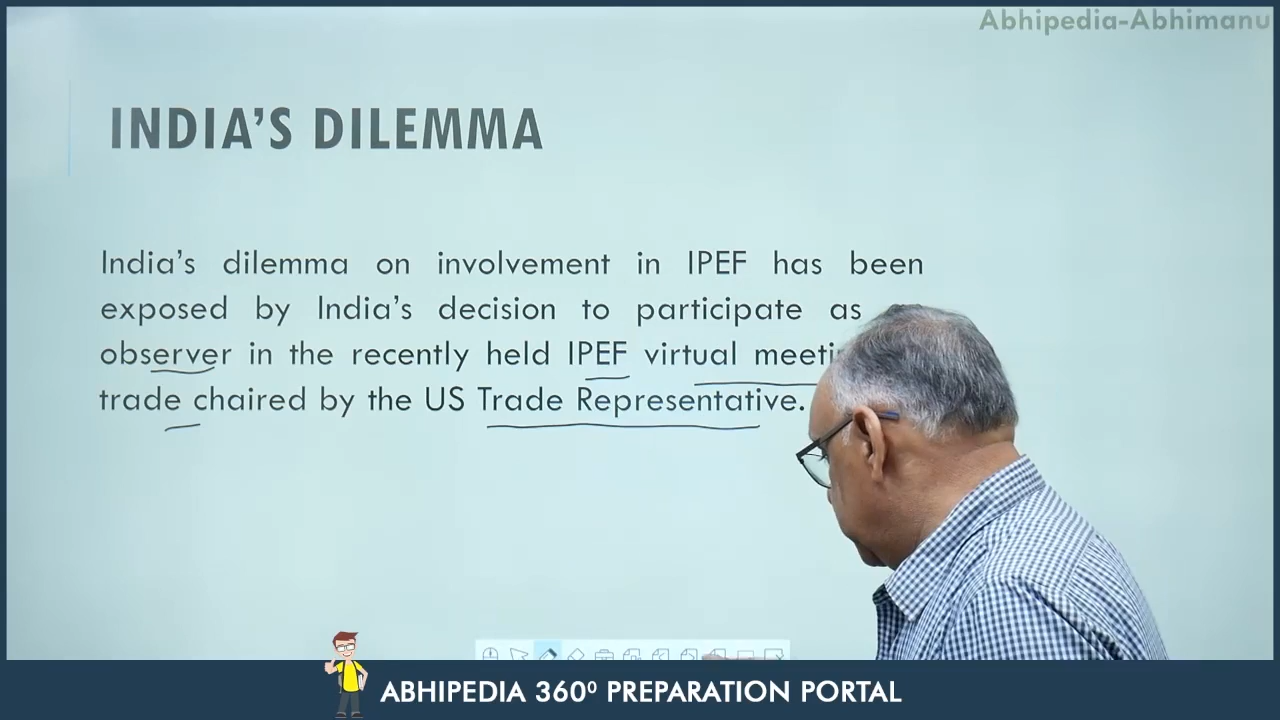 Abhipedia-Abhimanu
INDIA'S DILEMMA
India's dilemma on involvement in IPEF has been
exposed by India's decision to participate as
observer in the recently held IPEF virtual
trade chaired by the US Trade Representative.
ABHIPEDIA 360⁰ PREPARATION PORTAL